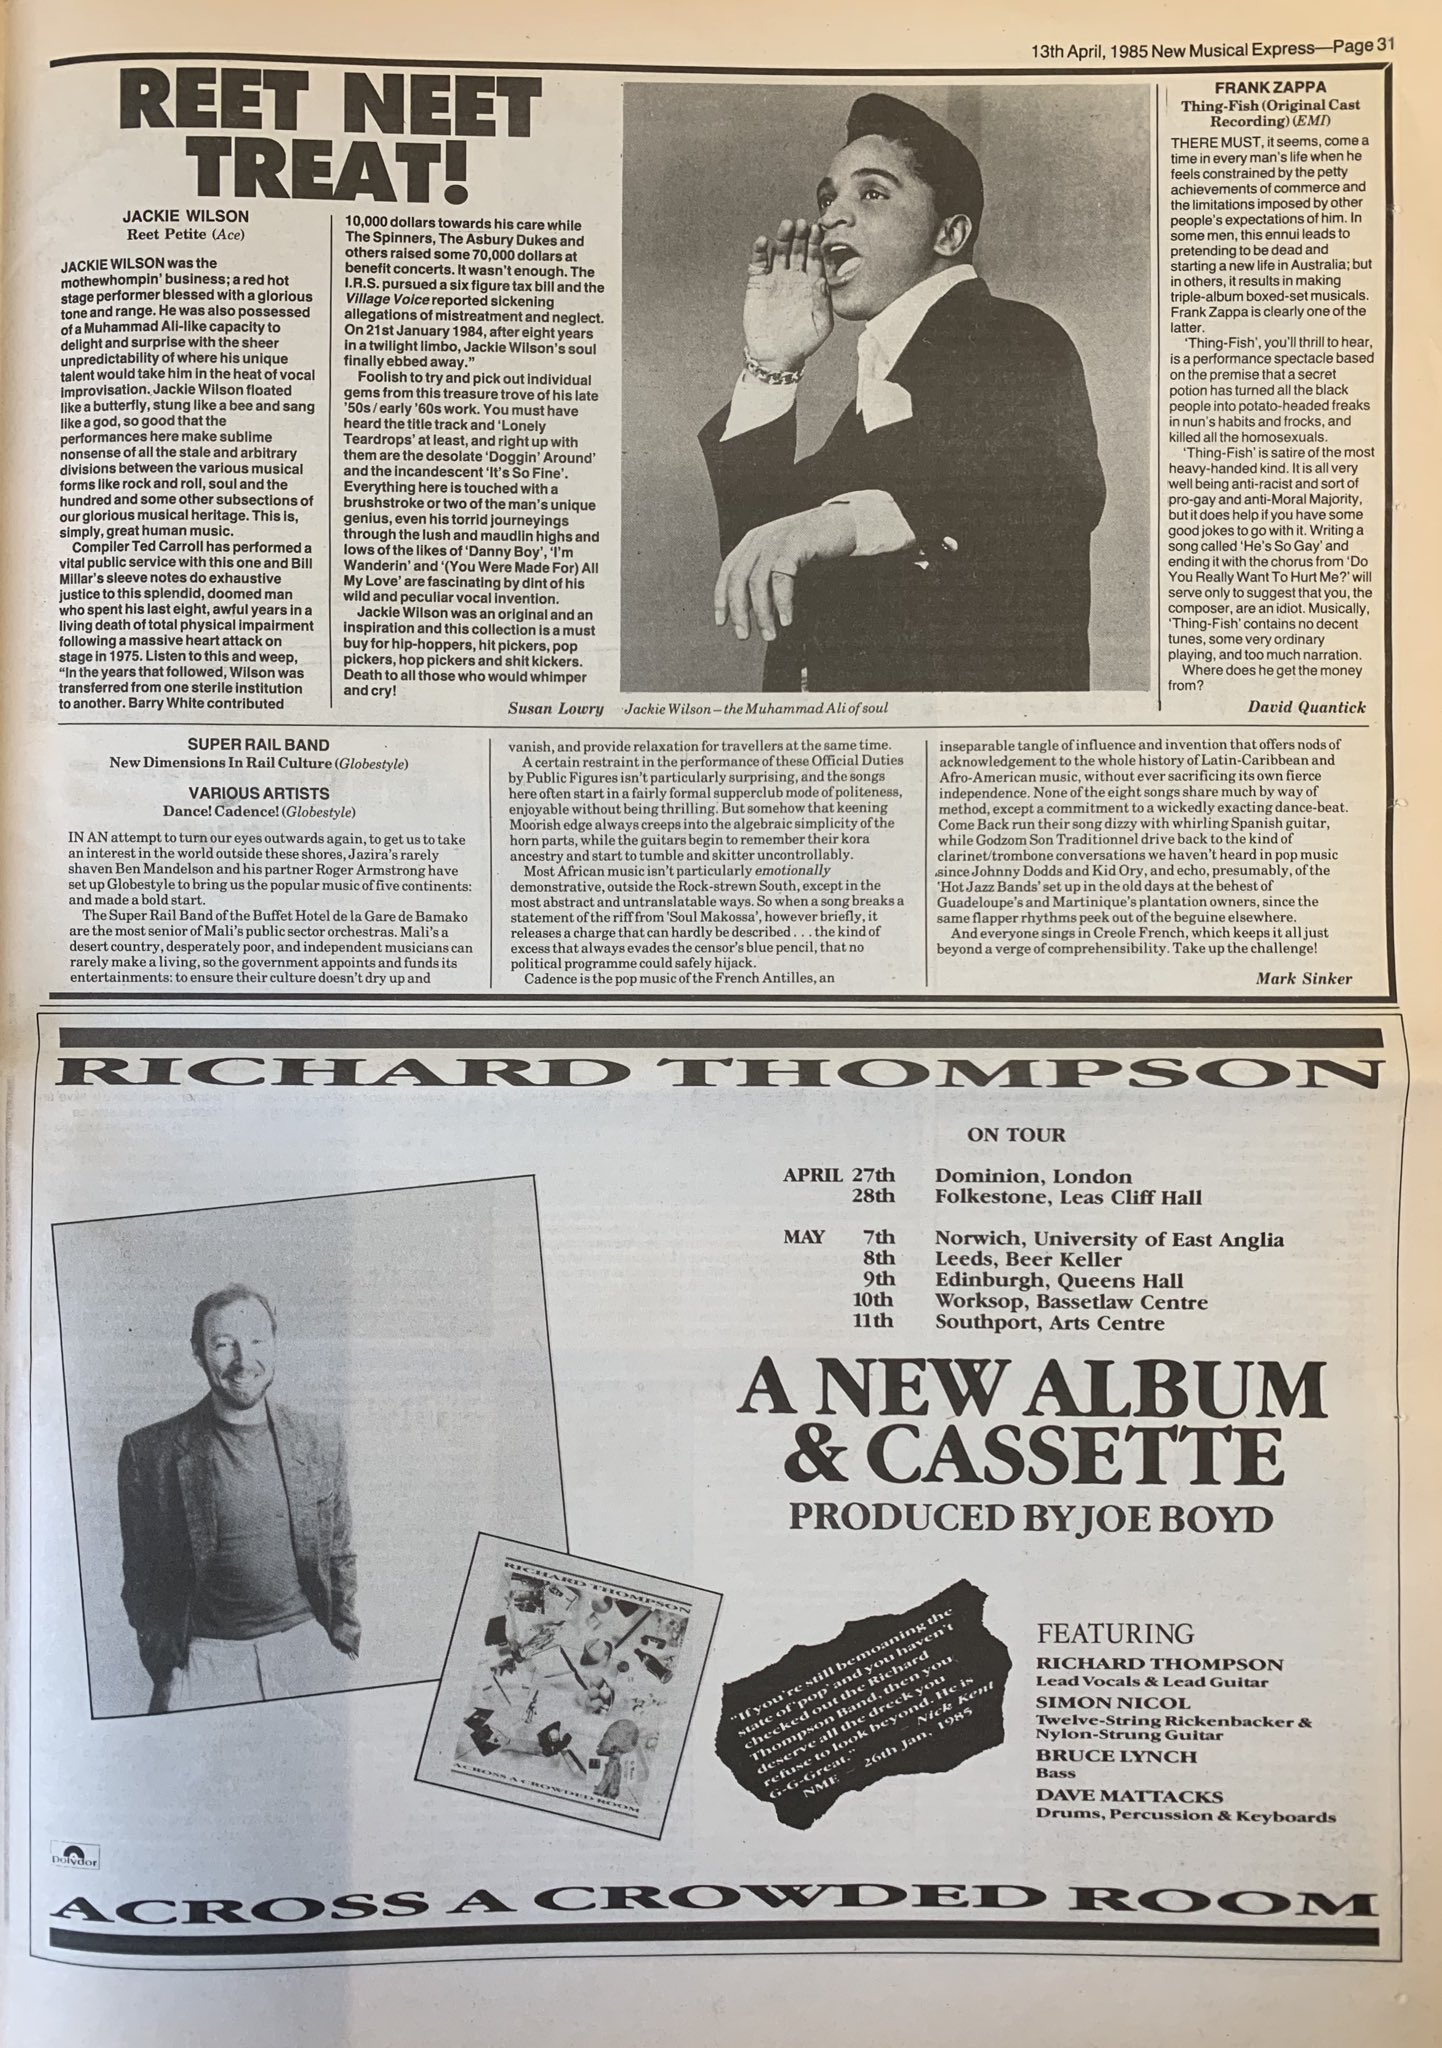 13th April, 1985 New Musical Express—Page 31
REET NEET
TREAT!
JACKIE WILSON
Reet Petite (Ace)
JACKIE WILSON was the
mothewhompin' business; a red hot
stage performer blessed with a glorious
tone and range. He was also possessed
of a Muhammad Ali-like capacity to
delight and surprise with the sheer
unpredictability of where his unique
talent would take him in the heat of vocal
improvisation. Jackie Wilson floated
like a butterfly, stung like a bee and sang
like a god, so good that the
performances here make sublime
nonsense of all the stale and arbitrary
divisions between the various musical
forms like rock and roll, soul and the
hundred and some other subsections of
our glorious musical heritage. This is,
simply, great human music.
Compiler Ted Carroll has performed a
vital public service with this one and Bill
Millar's sleeve notes do exhaustive
justice to this splendid, doomed man
who spent his last eight, awful years in a
living death of total physical impairment
following a massive heart attack on
stage in 1975. Listen to this and weep,
"In the years that followed, Wilson was
transferred from one sterile institution
to another. Barry White contributed
10,000 dollars towards his care while
The Spinners, The Asbury Dukes and
others raised some 70,000 dollars at
benefit concerts. It wasn't enough. The
I.R.S. pursued a six figure tax bill and the
Village Voice reported sickening
allegations of mistreatment and neglect.
On 21st January 1984, after eight years
in a twilight limbo, Jackie Wilson's soul
finally ebbed away."
Foolish to try and pick out individual
gems from this treasure trove of his late
'50s/early '60s work. You must have
heard the title track and 'Lonely
Teardrops' at least, and right up with
them are the desolate 'Doggin' Around'
and the incandescent 'It's So Fine'.
Everything here is touched with a
brushstroke or two of the man's unique
genius, even his torrid journeyings
through the lush and maudlin highs and
lows of the likes of 'Danny Boy', 'I'm
Wanderin' and '(You Were Made For) All
My Love' are fascinating by dint of his
wild and peculiar vocal invention.
Jackie Wilson was an original and an
inspiration and this collection is a must
buy for hip-hoppers, hit pickers, pop
pickers, hop pickers and shit kickers.
Death to all those who would whimper
and cry!
Susan Lowry
Jackie Wilson – the Muhammad Ali of soul
FRANK ZAPPA
Thing-Fish (Original Cast
Recording) (EMI)
THERE MUST, it seems, come a
time in every man's life when he
feels constrained by the petty
achievements of commerce and
the limitations imposed by other
people's expectations of him. In
some men, this ennui leads to
pretending to be dead and
starting a new life in Australia; but
in others, it results in making
triple-album boxed-set musicals.
Frank Zappa is clearly one of the
latter.
'Thing-Fish', you'll thrill to hear,
is a performance spectacle based
on the premise that a secret
potion has turned all the black
people into potato-headed freaks
in nun's habits and frocks, and
killed all the homosexuals.
'Thing-Fish' is satire of the most
heavy-handed kind. It is all very
well being anti-racist and sort of
pro-gay and anti-Moral Majority,
but it does help if you have some
good jokes to go with it. Writing a
song called 'He's So Gay' and
ending it with the chorus from 'Do
You Really Want To Hurt Me?' will
serve only to suggest that you, the
composer, are an idiot. Musically,
'Thing-Fish' contains no decent
tunes, some very ordinary
playing, and too much narration.
Where does he get the money
from?
David Quantick
SUPER RAIL BAND
New Dimensions In Rail Culture (Globestyle)
VARIOUS ARTISTS
Dance! Cadence! (Globestyle)
IN AN attempt to turn our eyes outwards again, to get us to take
an interest in the world outside these shores, Jazira's rarely
shaven Ben Mandelson and his partner Roger Armstrong have
set up Globestyle to bring us the popular music of five continents:
and made a bold start.
The Super Rail Band of the Buffet Hotel de la Gare de Bamako
are the most senior of Mali's public sector orchestras. Mali's a
desert country, desperately poor, and independent musicians can
rarely make a living, so the government appoints and funds its
entertainments: to ensure their culture doesn't dry up and
vanish, and provide relaxation for travellers at the same time.
A certain restraint in the performance of these Official Duties
by Public Figures isn't particularly surprising, and the songs
here often start in a fairly formal supperclub mode of politeness,
enjoyable without being thrilling. But somehow that keening
Moorish edge always creeps into the algebraic simplicity of the
horn parts, while the guitars begin to remember their kora
ancestry and start to tumble and skitter uncontrollably.
Most African music isn't particularly emotionally
demonstrative, outside the Rock-strewn South, except in the
most abstract and untranslatable ways. So when a song breaks a
statement of the riff from 'Soul Makossa', however briefly, it
releases a charge that can hardly be described . . . the kind of
excess that always evades the censor's blue pencil, that no
political programme could safely hijack.
Cadence is the pop music of the French Antilles, an
inseparable tangle of influence and invention that offers nods of
acknowledgement to the whole history of Latin-Caribbean and
Afro-American music, without ever sacrificing its own fierce
independence. None of the eight songs share much by way of
method, except a commitment to a wickedly exacting dance-beat.
Come Back run their song dizzy with whirling Spanish guitar,
while Godzom Son Traditionnel drive back to the kind of
clarinet/trombone conversations we haven't heard in pop music
since Johnny Dodds and Kid Ory, and echo, presumably, of the
'Hot Jazz Bands' set up in the old days at the behest of
Guadeloupe's and Martinique's plantation owners, since the
same flapper rhythms peek out of the beguine elsewhere.
And everyone sings in Creole French, which keeps it all just
beyond a verge of comprehensibility. Take up the challenge!
Mark Sinker
RICHARD THOMPSON
ON TOUR
APRIL 27th Dominion, London
28th Folkestone, Leas Cliff Hall
MAY 7th Norwich, University of East Anglia
8th Leeds, Beer Keller
9th Edinburgh, Queens Hall
10th Worksop, Bassetlaw Centre
11th Southport, Arts Centre
A NEW ALBUM
& CASSETTE
PRODUCED BY JOE BOYD
RICHARD THOMPSON
ACROSS A CROWDED ROOM
"If you're still bemoaning the
state of 'pop' and you haven't
checked out the Richard
Thompson Band, then you
deserve all the dreck you
refuse to look beyond. He is
G-G-Great." – Nick Kent
NME – 26th Jan, 1985
FEATURING
RICHARD THOMPSON
Lead Vocals & Lead Guitar
SIMON NICOL
Twelve-String Rickenbacker &
Nylon-Strung Guitar
BRUCE LYNCH
Bass
DAVE MATTACKS
Drums, Percussion & Keyboards
Polydor
ACROSS A CROWDED ROOM